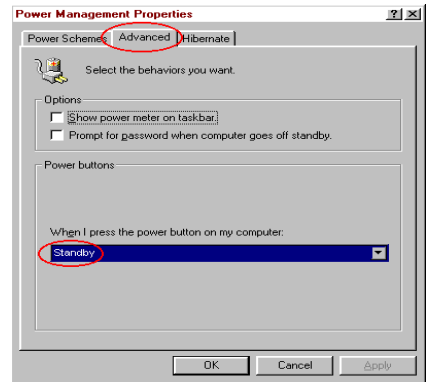 Power Management Properties
Power Schemes Advanced Hibernate
Select the behaviors you want.
Options
Show power meter on taskbar.
Prompt for password when computer goes off standby.
Power buttons
When I press the power button on my computer:
Standby
OK Cancel Apply